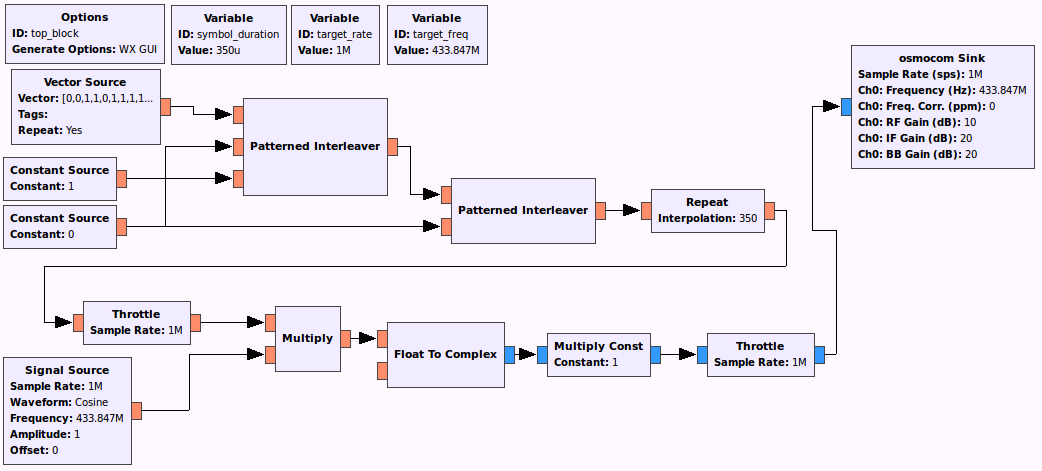 Options
ID: top_block
Generate Options: WX GUI
Variable
ID: symbol_duration
Value: 350u
Variable
ID: target_rate
Value: 1M
Variable
ID: target_freq
Value: 433.847M
osmocom Sink
Sample Rate (sps): 1M
Ch0: Frequency (Hz): 433.847M
Ch0: Freq. Corr. (ppm): 0
Ch0: RF Gain (dB): 10
Ch0: IF Gain (dB): 20
Ch0: BB Gain (dB): 20
Vector Source
Vector: [0,0,1,1,0,1,1,1,1...
Tags:
Repeat: Yes
Patterned Interleaver
Constant Source
Constant: 1
Constant Source
Constant: 0
Patterned Interleaver
Repeat
Interpolation: 350
Throttle
Sample Rate: 1M
Multiply
Float To Complex
Multiply Const
Constant: 1
Throttle
Sample Rate: 1M
Signal Source
Sample Rate: 1M
Waveform: Cosine
Frequency: 433.847M
Amplitude: 1
Offset: 0